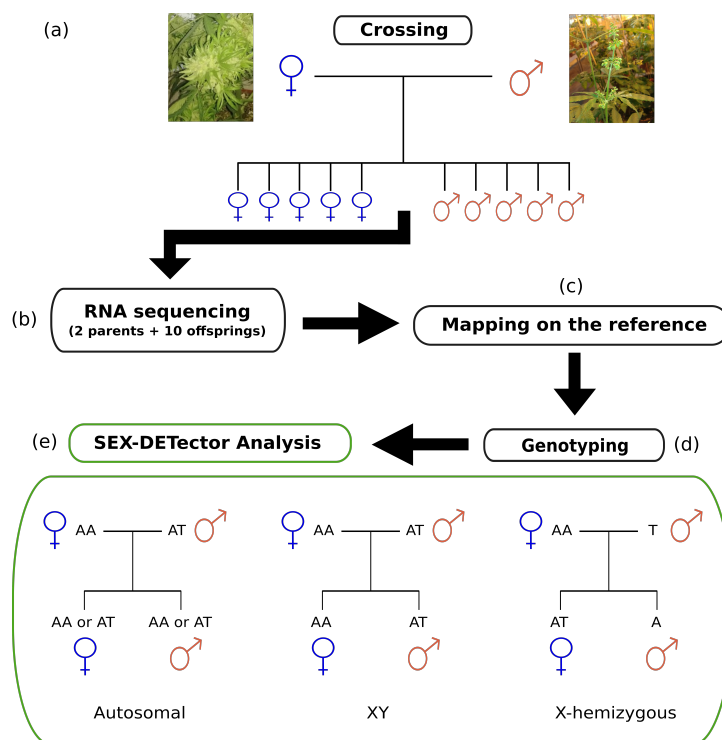 (a)
Crossing
(b)
RNA sequencing
(2 parents + 10 offsprings)
(c)
Mapping on the reference
(e)
SEX-DETector Analysis
Genotyping
(d)
AA
AT
AA or AT
AA or AT
Autosomal
AA
AT
AA
AT
XY
AA
T
AT
A
X-hemizygous